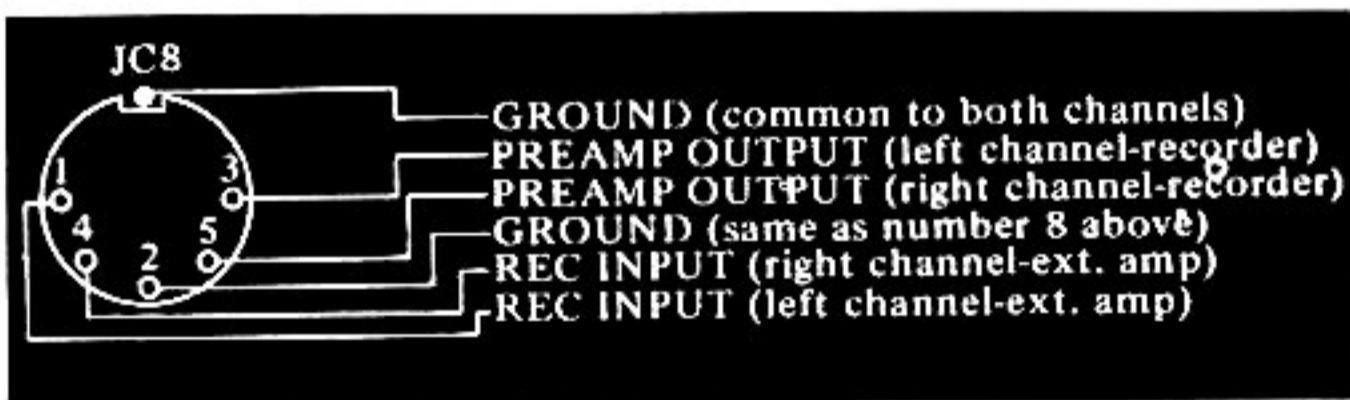 JC8
GROUND (common to both channels)
1 3 PREAMP OUTPUT (left channel-recorder)
PREAMP OUTPUT (right channel-recorder)
4 2 5 GROUND (same as number 8 above)
REC INPUT (right channel-ext. amp)
REC INPUT (left channel-ext. amp)